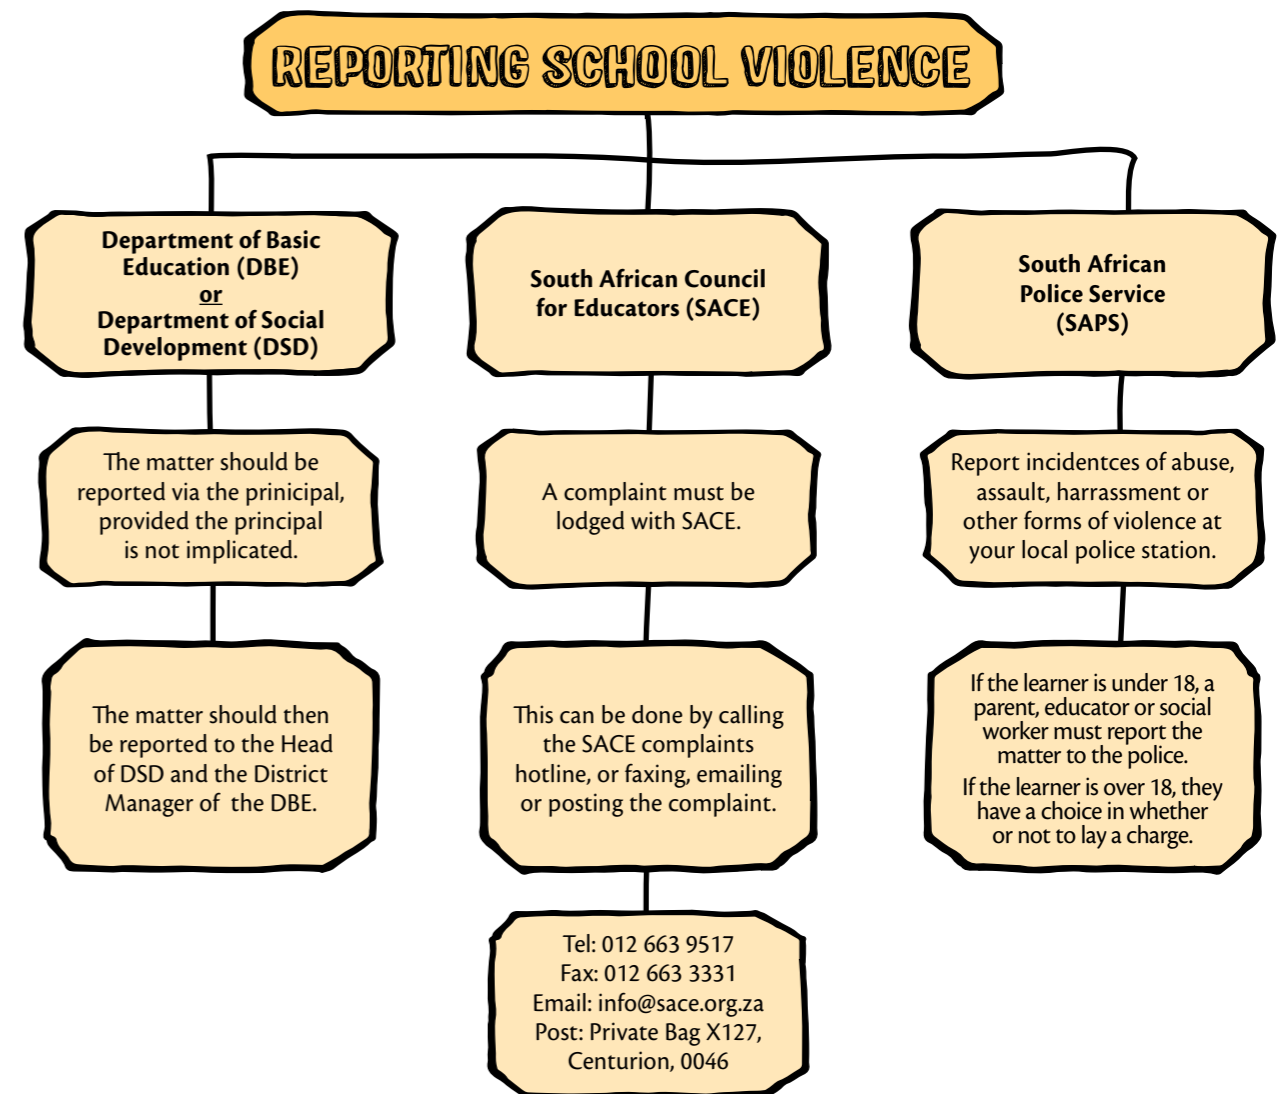 REPORTING SCHOOL VIOLENCE
Department of Basic
Education (DBE)
or
Department of Social
Development (DSD)
The matter should be
reported via the prinicipal,
provided the principal
is not implicated.
The matter should then
be reported to the Head
of DSD and the District
Manager of the DBE.
South African Council
for Educators (SACE)
A complaint must be
lodged with SACE.
This can be done by calling
the SACE complaints
hotline, or faxing, emailing
or posting the complaint.
Tel: 012 663 9517
Fax: 012 663 3331
Email: info@sace.org.za
Post: Private Bag X127,
Centurion, 0046
South African
Police Service
(SAPS)
Report incidentces of abuse,
assault, harrassment or
other forms of violence at
your local police station.
If the learner is under 18, a
parent, educator or social
worker must report the
matter to the police.
If the learner is over 18, they
have a choice in whether
or not to lay a charge.